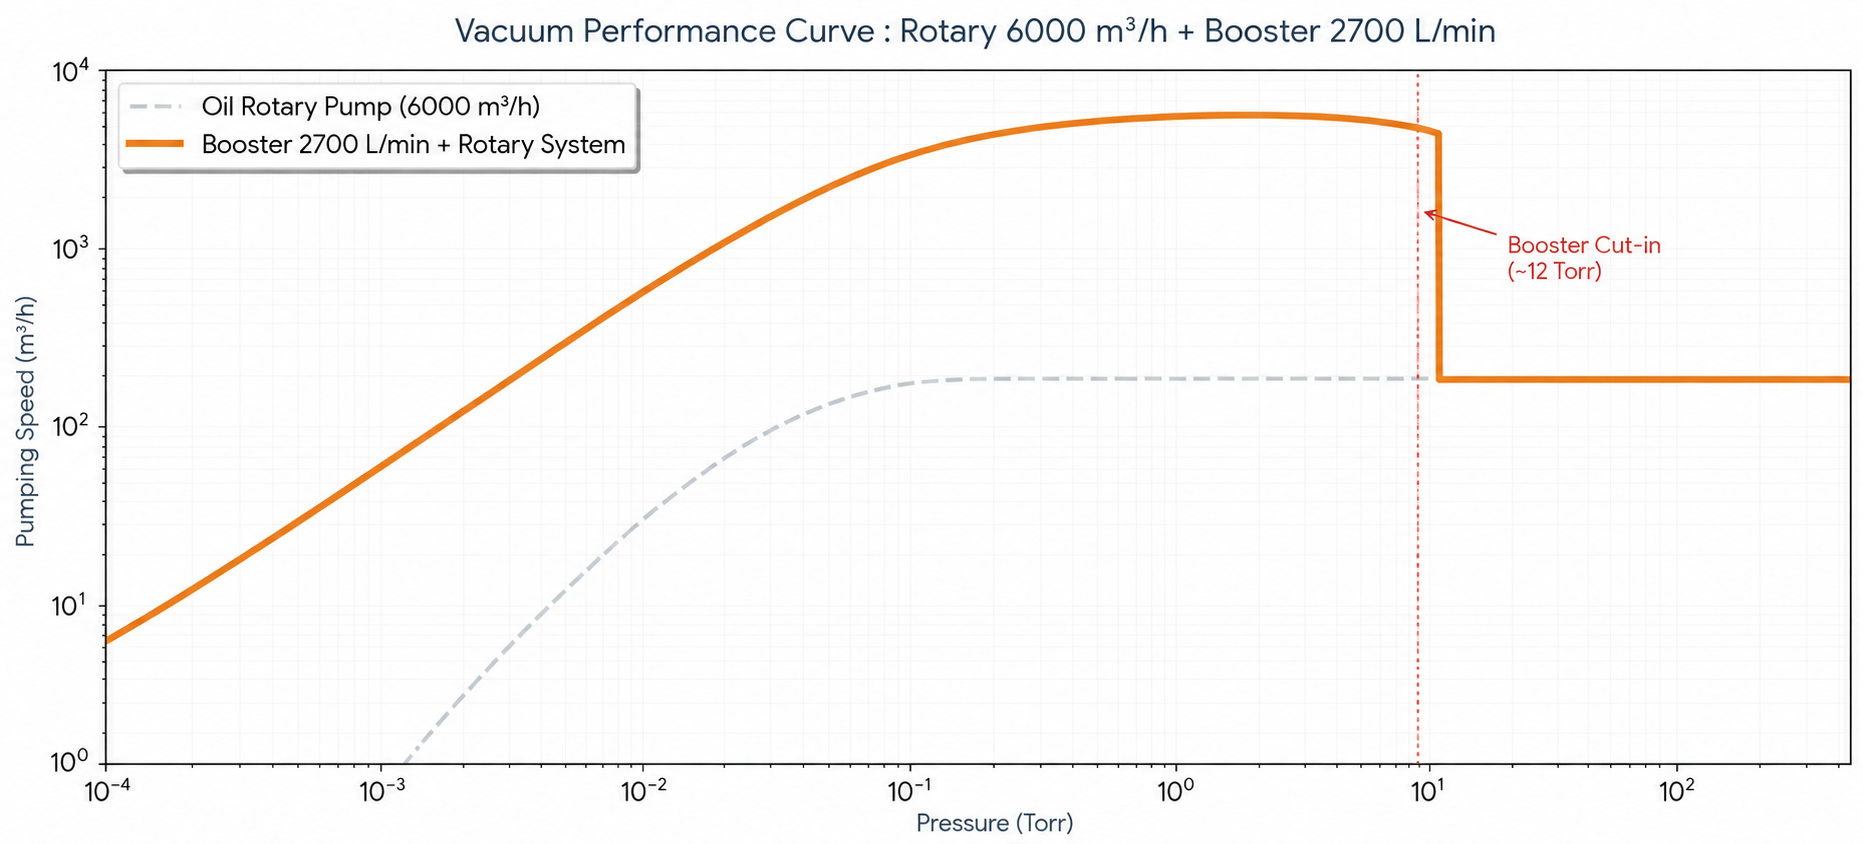 Vacuum Performance Curve : Rotary 6000 m³/h + Booster 2700 L/min
Oil Rotary Pump (6000 m³/h)
Booster 2700 L/min + Rotary System
Booster Cut-in
(~12 Torr)
Pumping Speed (m³/h)
10⁴
10³
10²
10¹
10⁰
10⁻⁴ 10⁻³ 10⁻² 10⁻¹ 10⁰ 10¹ 10²
Pressure (Torr)